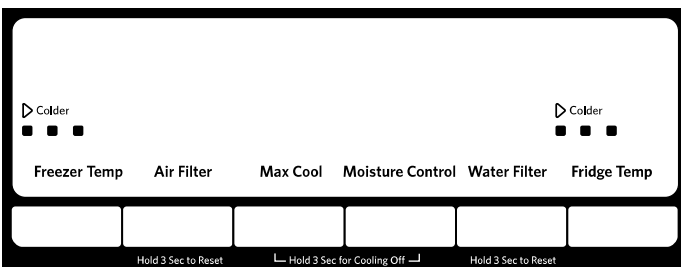 Colder Colder
Freezer Temp Air Filter Max Cool Moisture Control Water Filter Fridge Temp
Hold 3 Sec to Reset Hold 3 Sec for Cooling Off Hold 3 Sec to Reset